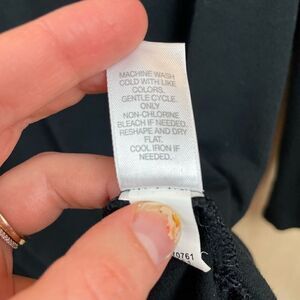 MACHINE WASH
COLD WITH LIKE
COLORS.
GENTLE CYCLE.
ONLY
NON-CHLORINE
BLEACH IF NEEDED.
RESHAPE AND DRY
FLAT.
COOL IRON IF
NEEDED.
70761